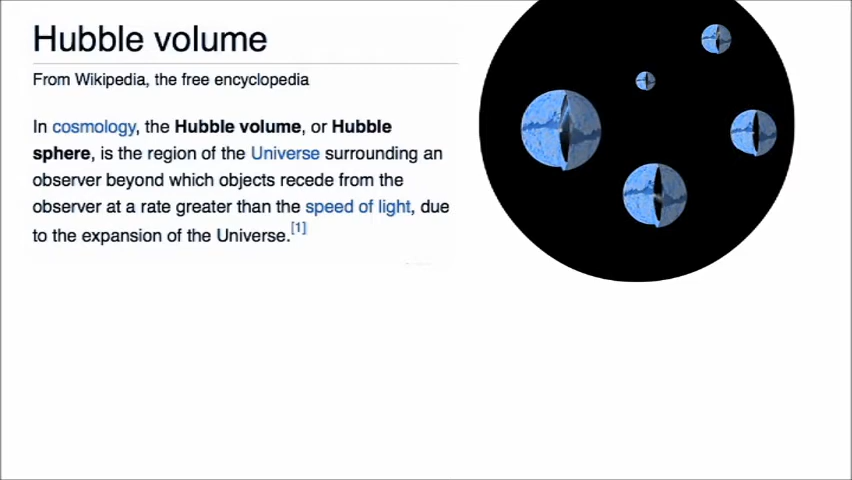 Hubble volume
From Wikipedia, the free encyclopedia
In cosmology, the Hubble volume, or Hubble
sphere, is the region of the Universe surrounding an
observer beyond which objects recede from the
observer at a rate greater than the speed of light, due
to the expansion of the Universe.[1]